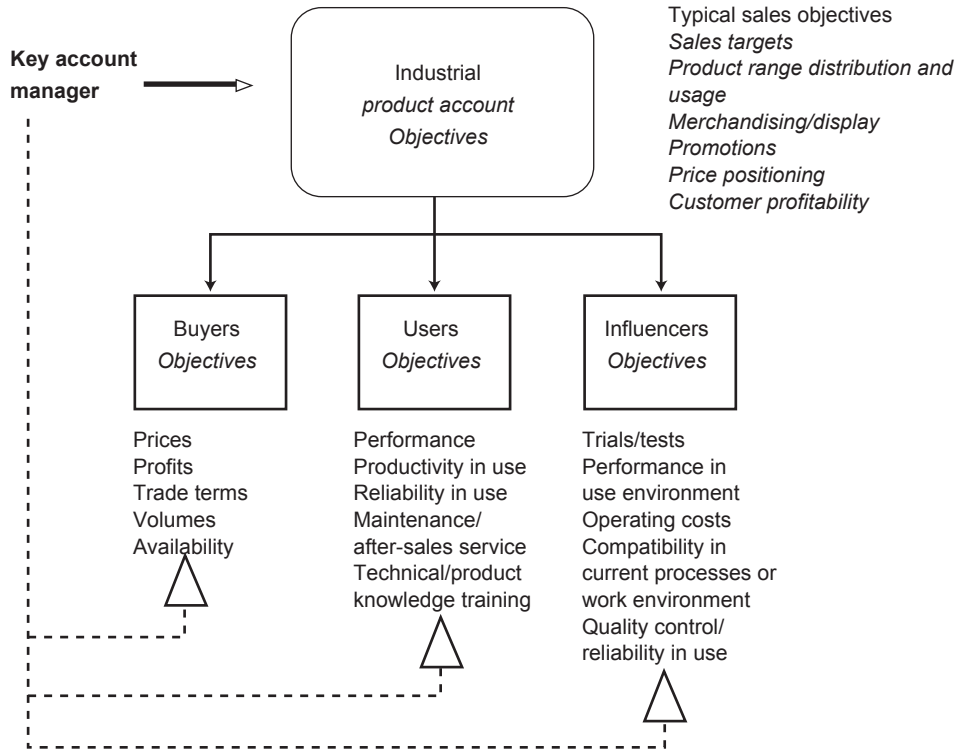 Key account
manager
Industrial
product account
Objectives
Typical sales objectives
Sales targets
Product range distribution and
usage
Merchandising/display
Promotions
Price positioning
Customer profitability
Buyers
Objectives
Users
Objectives
Influencers
Objectives
Prices
Profits
Trade terms
Volumes
Availability
Performance
Productivity in use
Reliability in use
Maintenance/
after-sales service
Technical/product
knowledge training
Trials/tests
Performance in
use environment
Operating costs
Compatibility in
current processes or
work environment
Quality control/
reliability in use